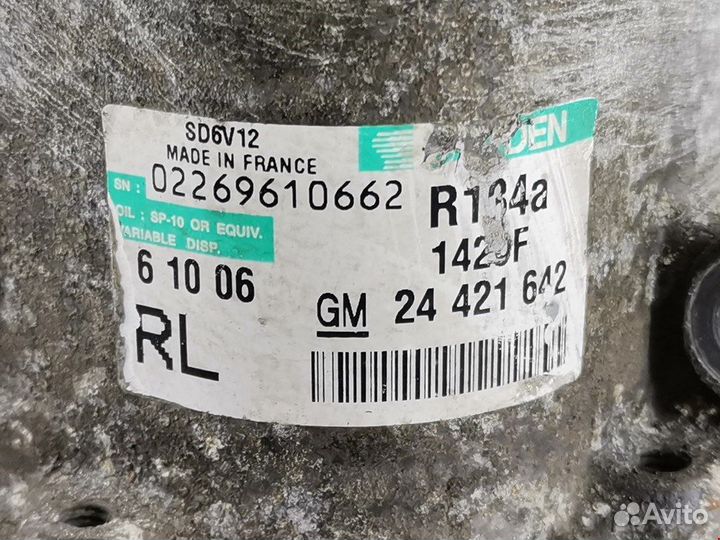 SD6V12
MADE IN FRANCE
DEN
SN : 02269610662
R134a
OIL : SP-10 OR EQUIV.
VARIABLE DISP.
6 10 06
GM 24 421 642
RL
Avito